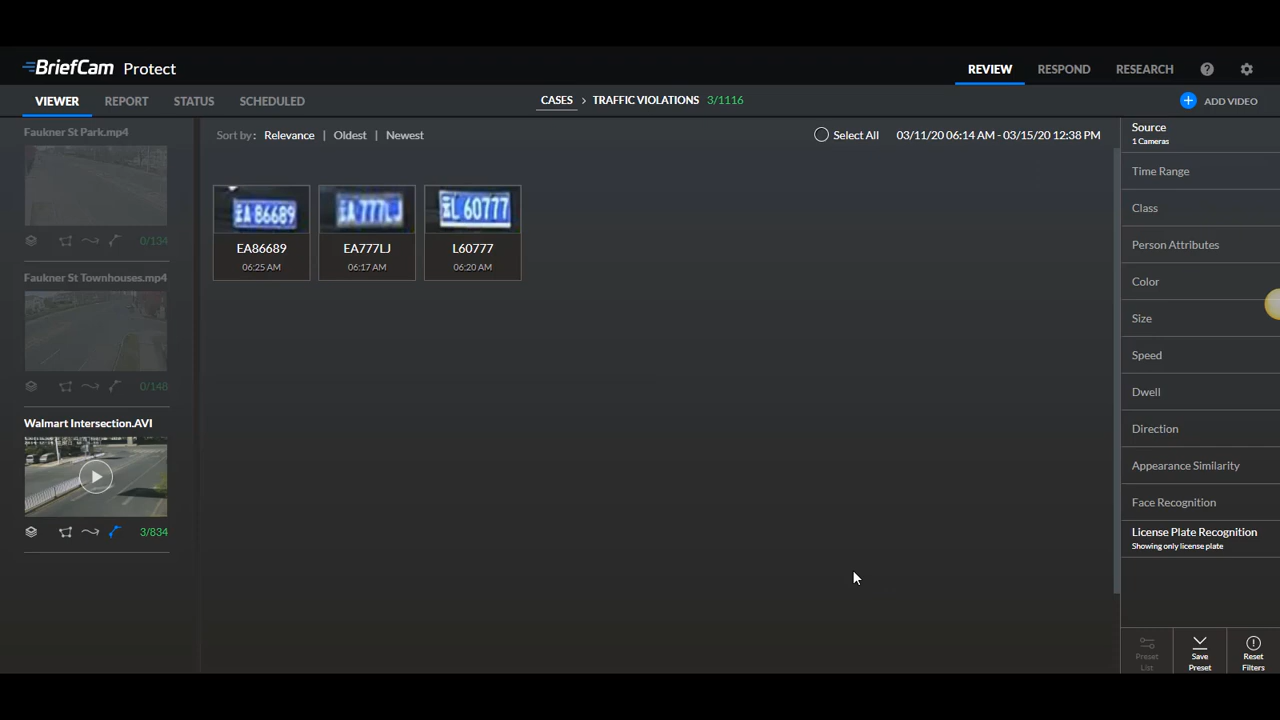 BriefCam Protect
REVIEW RESPOND RESEARCH
VIEWER REPORT STATUS SCHEDULED
CASES > TRAFFIC VIOLATIONS 3/1116
+ ADD VIDEO
Faukner St Park.mp4
0/134
Faukner St Townhouses.mp4
0/148
Walmart Intersection.AVI
3/834
Sort by: Relevance | Oldest | Newest
Select All
03/11/20 06:14 AM - 03/15/20 12:38 PM
A 86689
A 777LJ
L 60777
EA86689
EA777LJ
L60777
06:25 AM
06:17 AM
06:20 AM
Source
1 Cameras
Time Range
Class
Person Attributes
Color
Size
Speed
Dwell
Direction
Appearance Similarity
Face Recognition
License Plate Recognition
Showing only license plate
Preset
List
Save
Preset
Reset
Filters